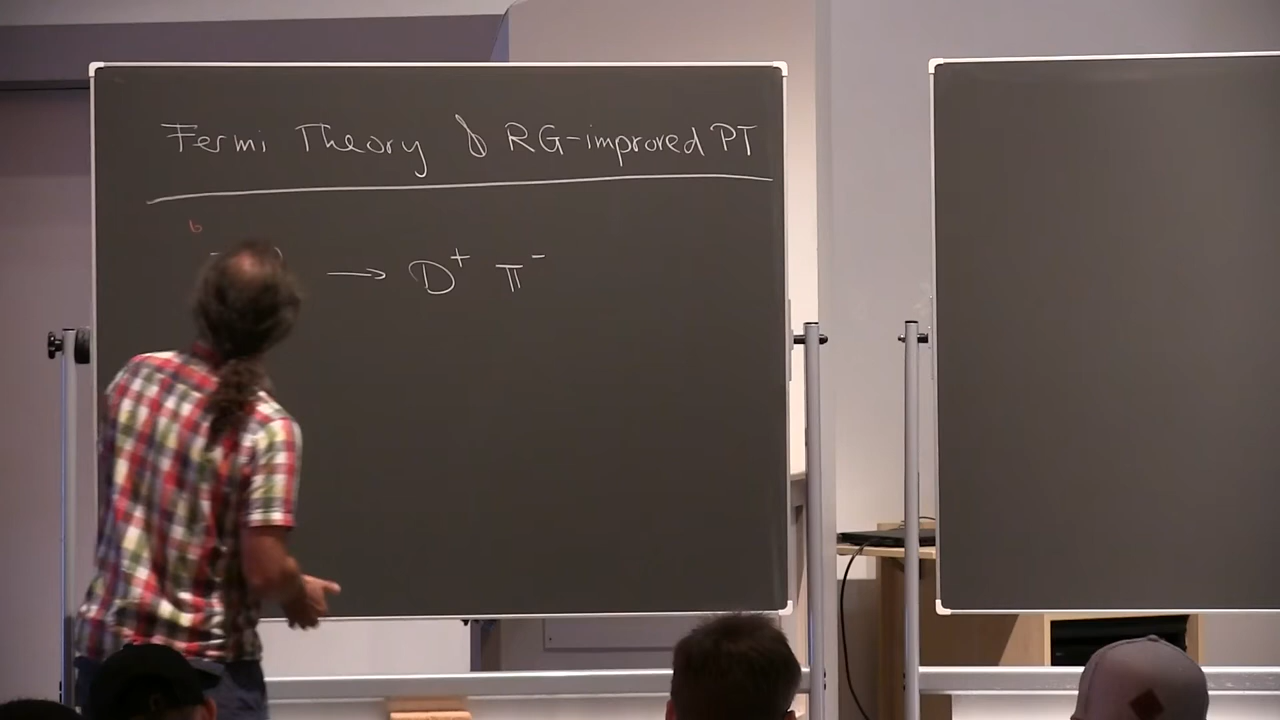 Fermi Theory & RG-improved PT
b
→ D⁺ π⁻